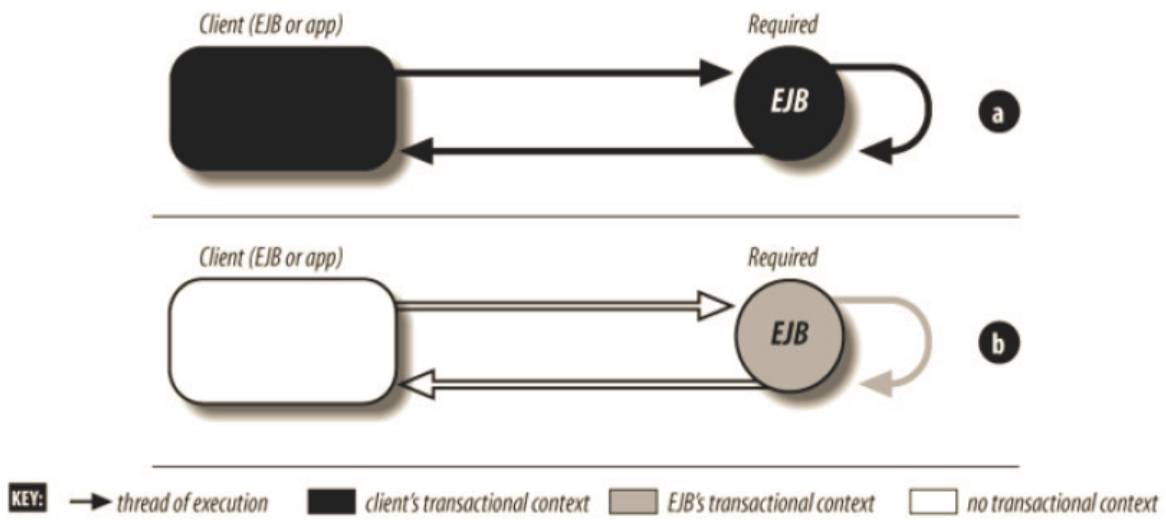 Client (EJB or app) Required
EJB
a
Client (EJB or app) Required
EJB
b
KEY: thread of execution client's transactional context EJB's transactional context no transactional context